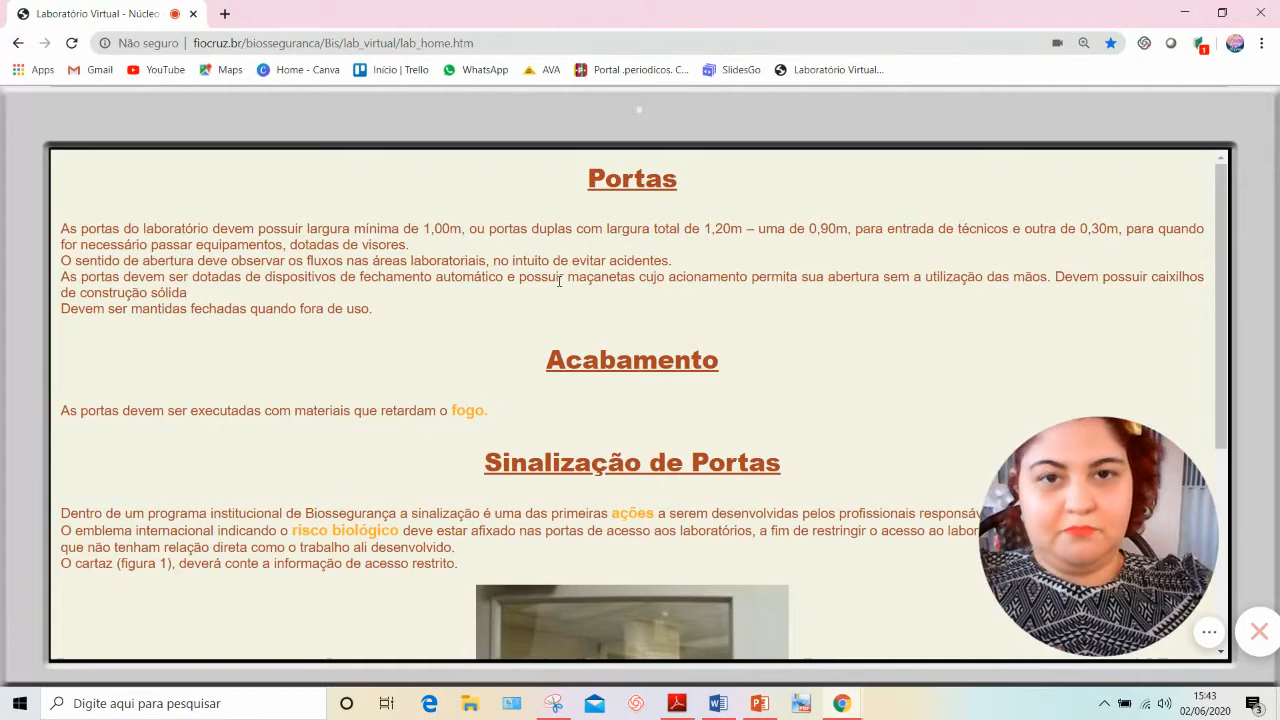 Laboratório Virtual - Núcleo
Não seguro | fiocruz.br/biosseguranca/Bis/lab_virtual/lab_home.htm
1
Apps Gmail YouTube Maps Home - Canva Início | Trello WhatsApp AVA Portal .periodicos. C... SlidesGo Laboratório Virtual...
Portas
As portas do laboratório devem possuir largura mínima de 1,00m, ou portas duplas com largura total de 1,20m – uma de 0,90m, para entrada de técnicos e outra de 0,30m, para quando
for necessário passar equipamentos, dotadas de visores.
O sentido de abertura deve observar os fluxos nas áreas laboratoriais, no intuito de evitar acidentes.
As portas devem ser dotadas de dispositivos de fechamento automático e possuir maçanetas cujo acionamento permita sua abertura sem a utilização das mãos. Devem possuir caixilhos
de construção sólida
Devem ser mantidas fechadas quando fora de uso.
Acabamento
As portas devem ser executadas com materiais que retardam o fogo.
Sinalização de Portas
Dentro de um programa institucional de Biossegurança a sinalização é uma das primeiras ações a serem desenvolvidas pelos profissionais
O emblema internacional indicando o risco biológico deve estar afixado nas portas de acesso aos laboratórios, a fim de restringir o acesso ao
que não tenham relação direta como o trabalho ali desenvolvido.
O cartaz (figura 1), deverá conte a informação de acesso restrito.
Digite aqui para pesquisar
15:43
02/06/2020
3